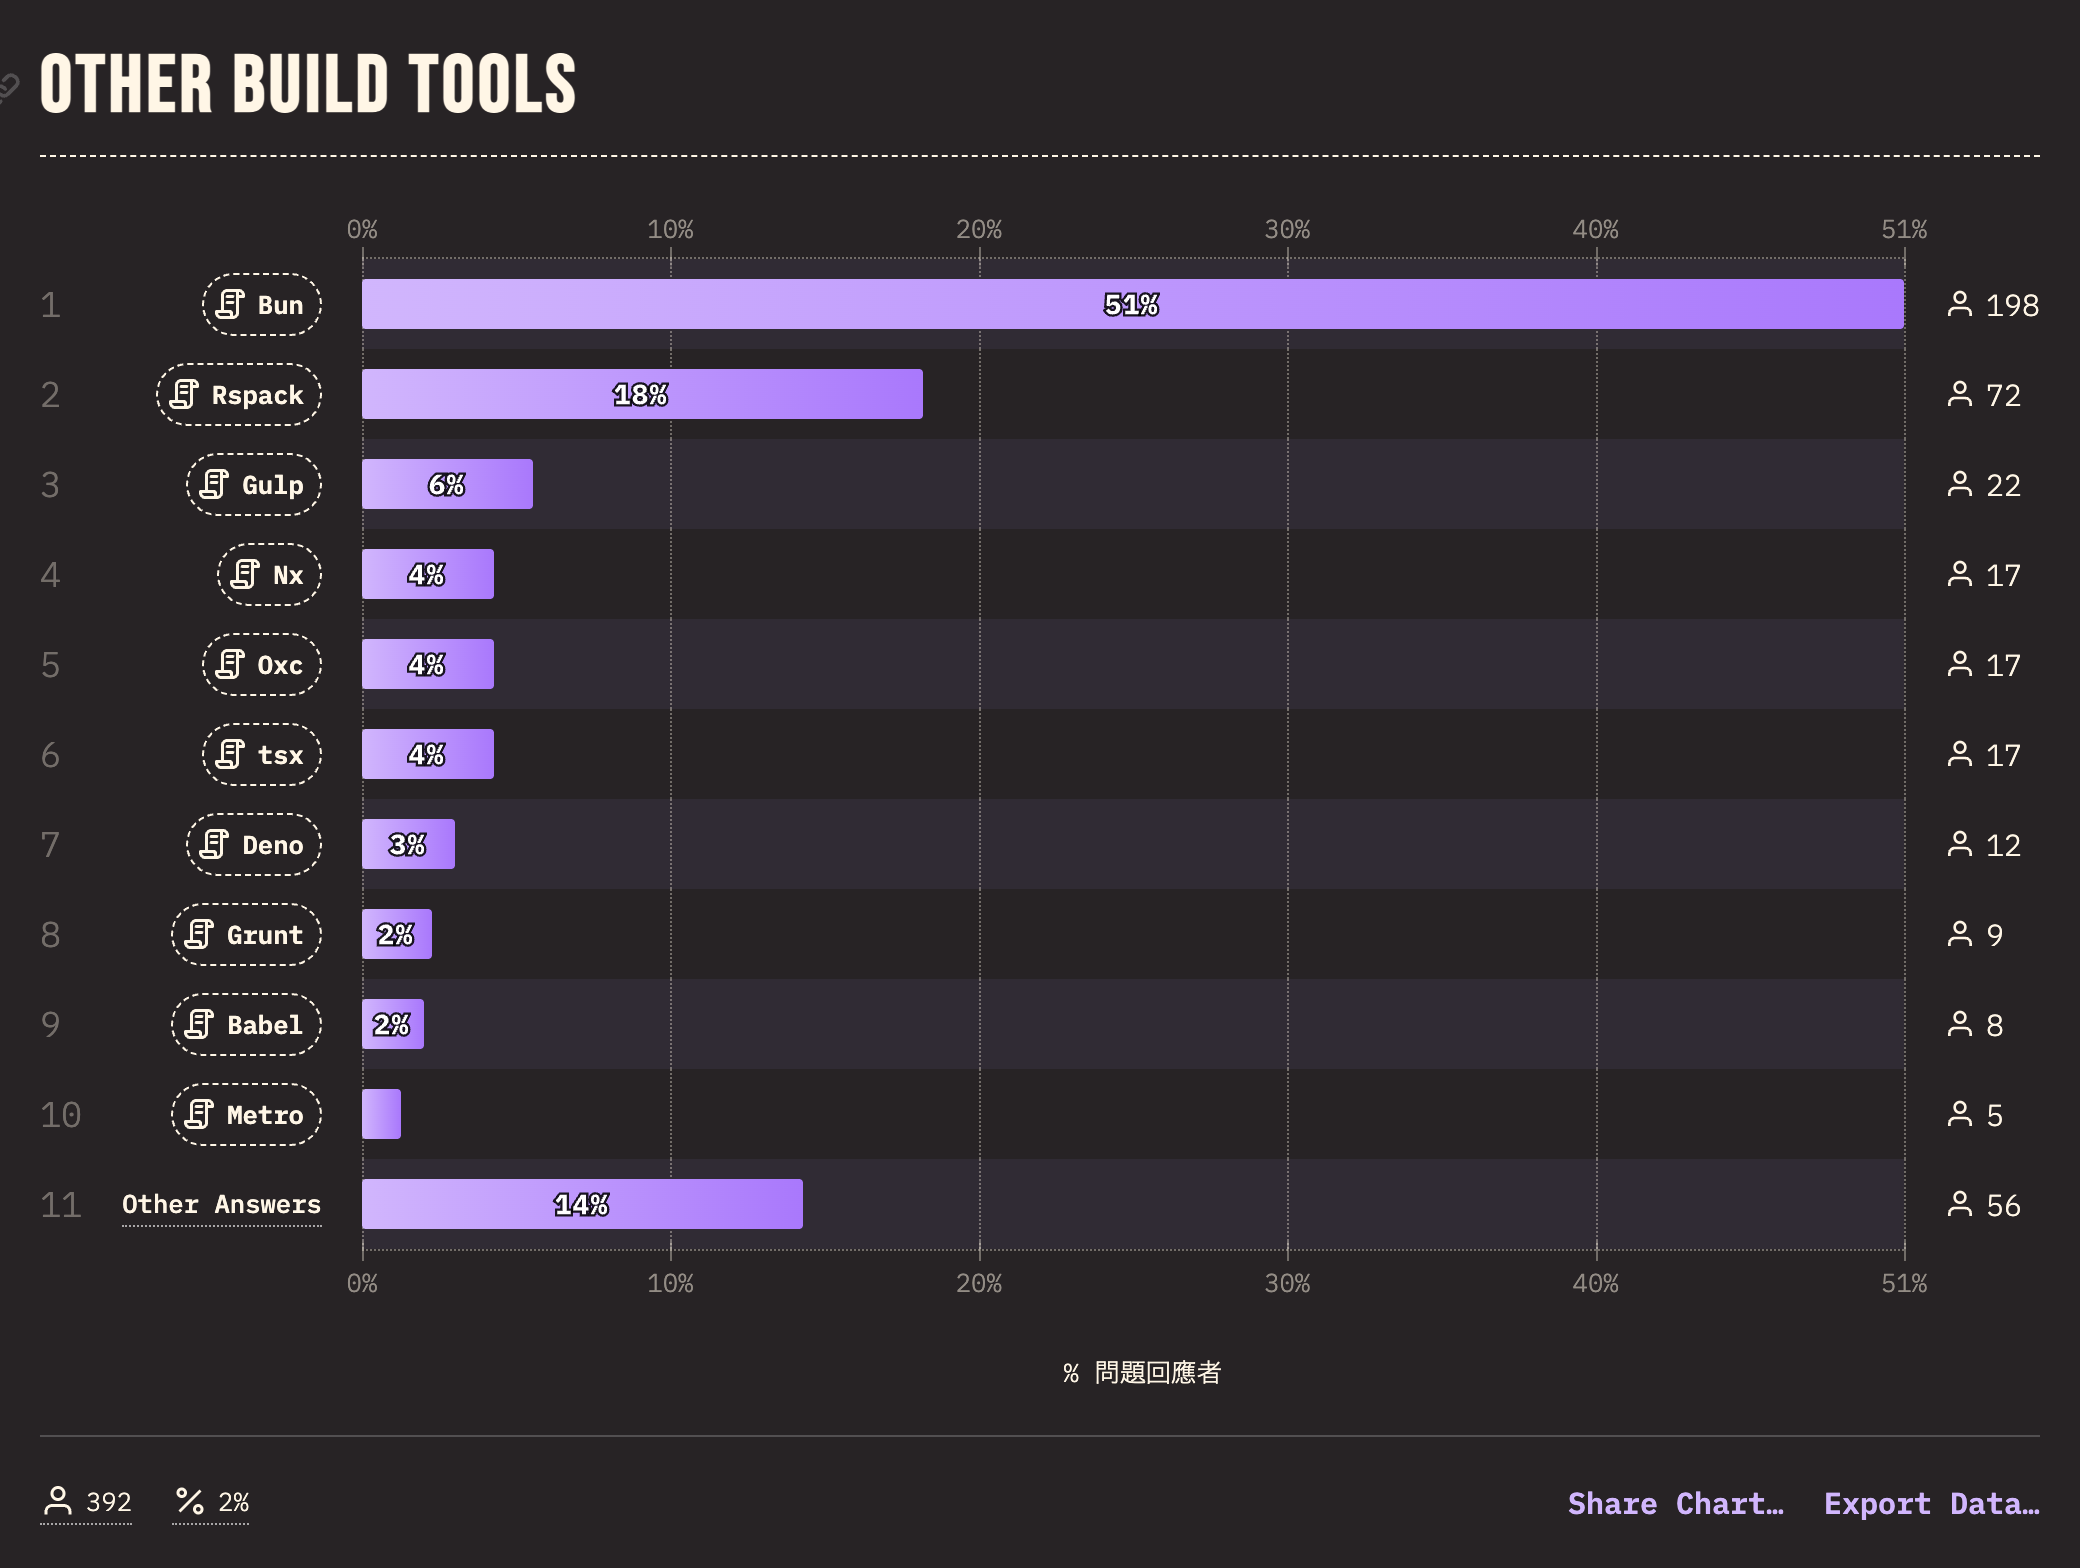 OTHER BUILD TOOLS
0% 10% 20% 30% 40% 51%
1 Bun 51% 198
2 Rspack 18% 72
3 Gulp 6% 22
4 Nx 4% 17
5 Oxc 4% 17
6 tsx 4% 17
7 Deno 3% 12
8 Grunt 2% 9
9 Babel 2% 8
10 Metro 5
11 Other Answers 14% 56
0% 10% 20% 30% 40% 51%
% 問題回應者
392 2% Share Chart… Export Data…